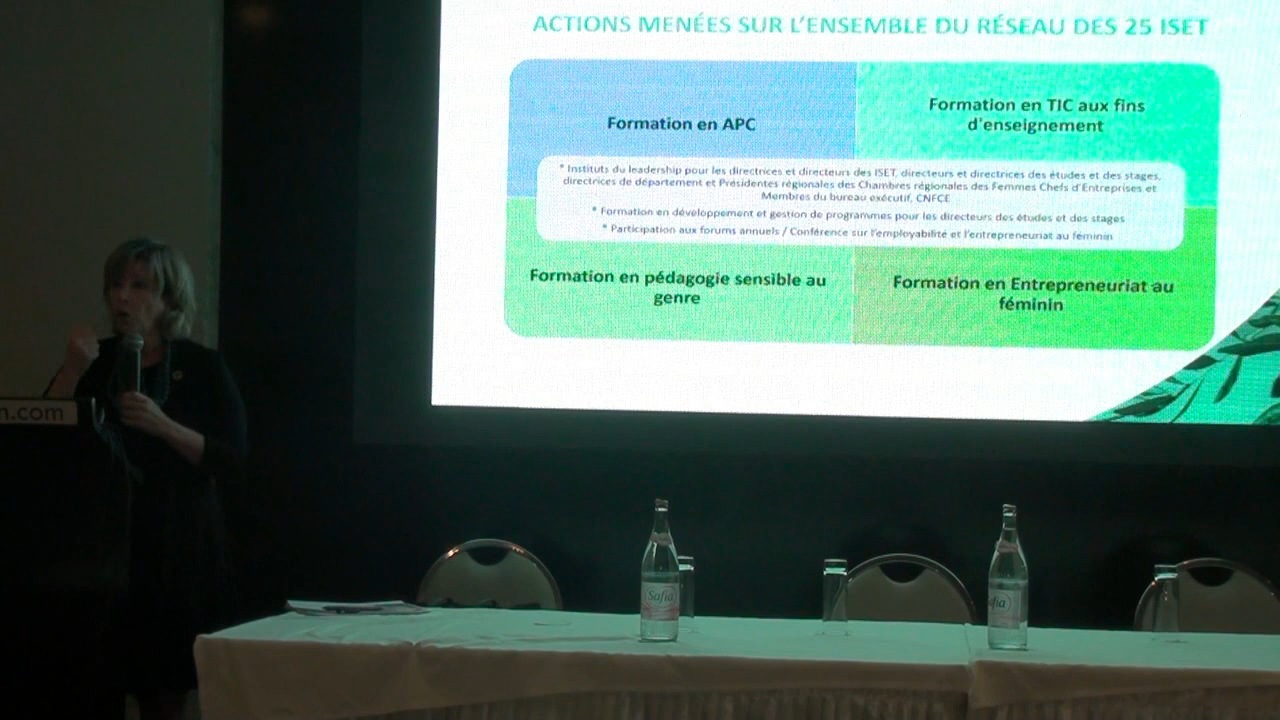 ACTIONS MENÉES SUR L'ENSEMBLE DU RÉSEAU DES 25 ISET
Formation en APC
Formation en TIC aux fins
d'enseignement
* Instituts du leadership pour les directrices et directeurs des ISET, directeurs et directrices des études et des stages,
directrices de département et Présidentes régionales des Chambres régionales des Femmes Chefs d'Entreprises et
Membres du bureau exécutif, CNFCE
* Formation en développement et gestion de programmes pour les directeurs des études et des stages
* Participation aux forums annuels / Conférence sur l'employabilité et l'entrepreneuriat au féminin
Formation en pédagogie sensible au
genre
Formation en Entrepreneuriat au
féminin
n.com
Safia
afia